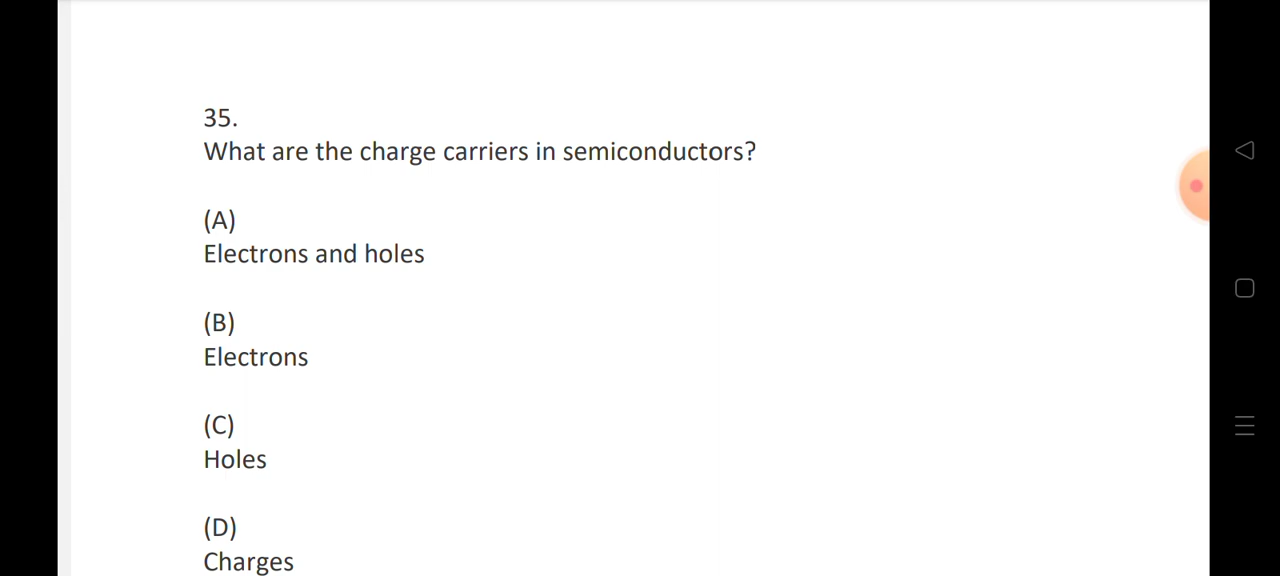 35.
What are the charge carriers in semiconductors?
(A)
Electrons and holes
(B)
Electrons
(C)
Holes
(D)
Charges